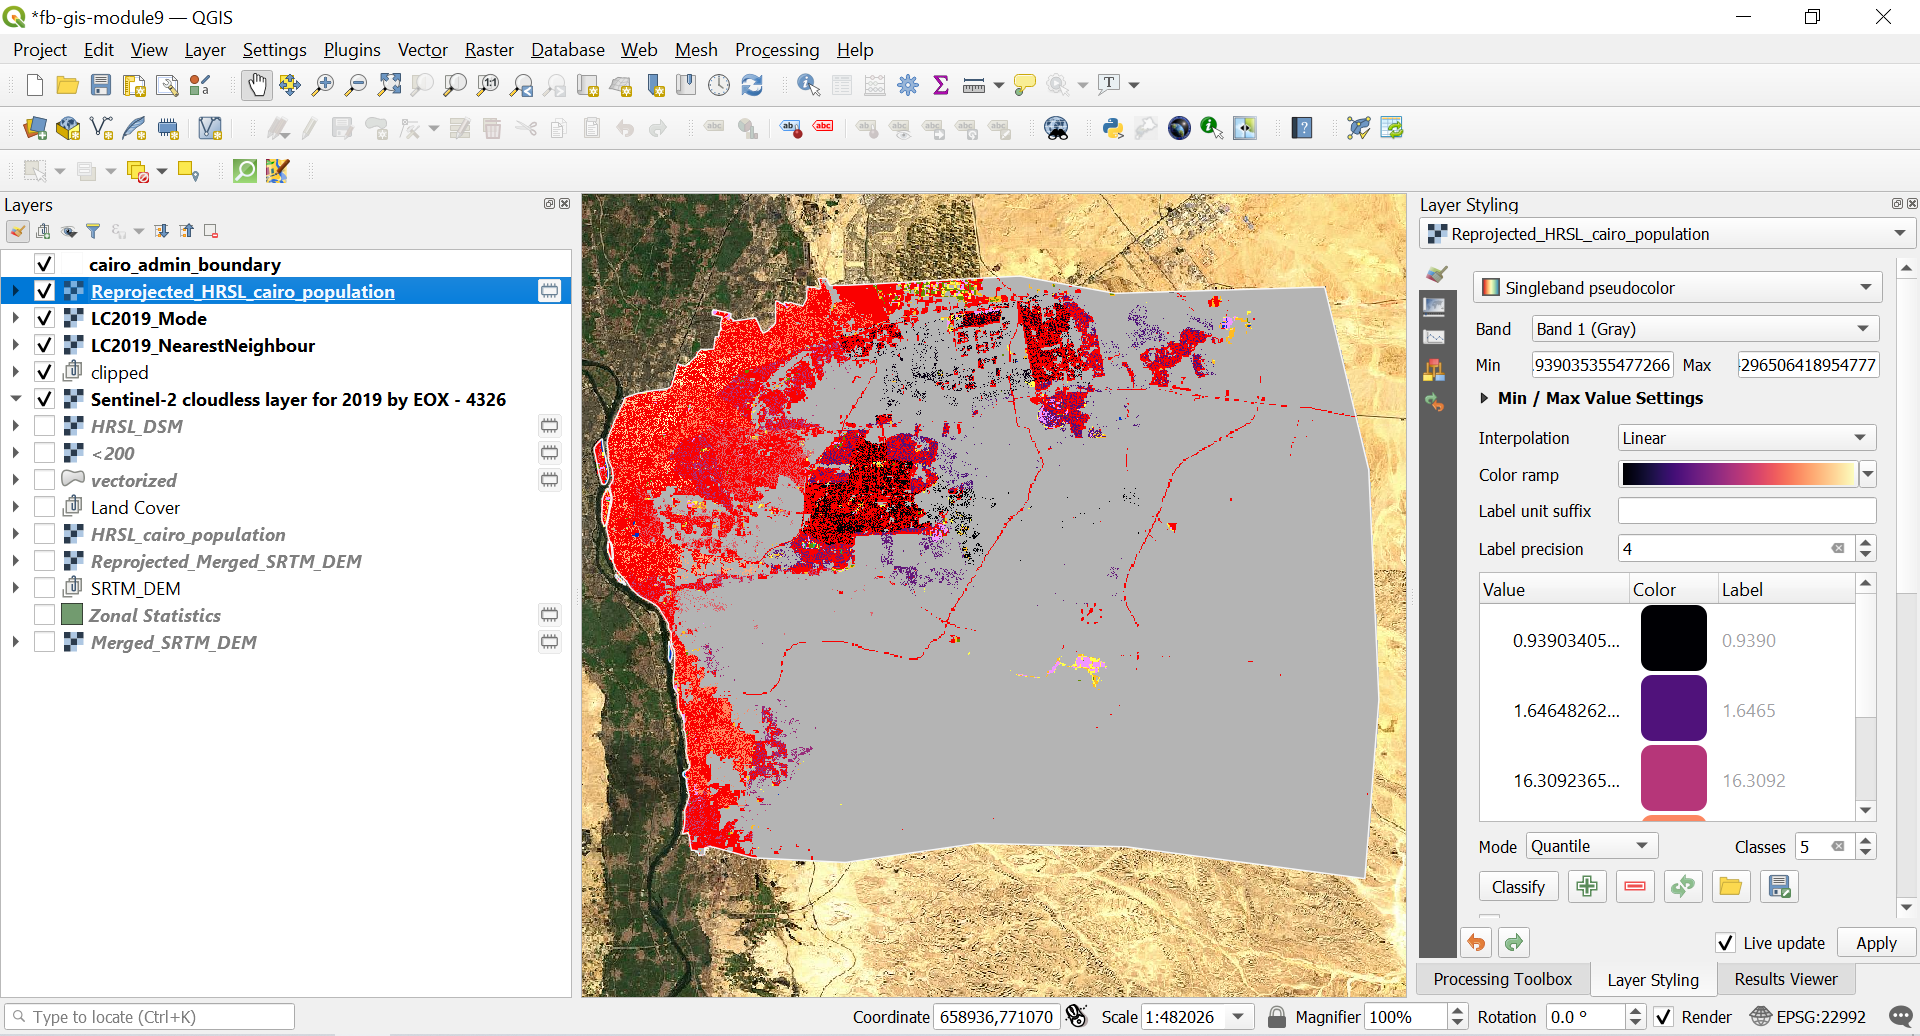 *fb-gis-module9 — QGIS
Project Edit View Layer Settings Plugins Vector Raster Database Web Mesh Processing Help
Layers
cairo_admin_boundary
Reprojected_HRSL_cairo_population
LC2019_Mode
LC2019_NearestNeighbour
clipped
Sentinel-2 cloudless layer for 2019 by EOX - 4326
HRSL_DSM
<200
vectorized
Land Cover
HRSL_cairo_population
Reprojected_Merged_SRTM_DEM
SRTM_DEM
Zonal Statistics
Merged_SRTM_DEM
Layer Styling
Reprojected_HRSL_cairo_population
Singleband pseudocolor
Band Band 1 (Gray)
Min 939035355477266 Max 296506418954777
Min / Max Value Settings
Interpolation Linear
Color ramp
Label unit suffix
Label precision 4
Value Color Label
0.93903405... 0.9390
1.64648262... 1.6465
16.3092365... 16.3092
Mode Quantile Classes 5
Classify
Live update Apply
Processing Toolbox Layer Styling Results Viewer
Type to locate (Ctrl+K) Coordinate 658936,771070 Scale 1:482026 Magnifier 100% Rotation 0.0 ° Render EPSG:22992